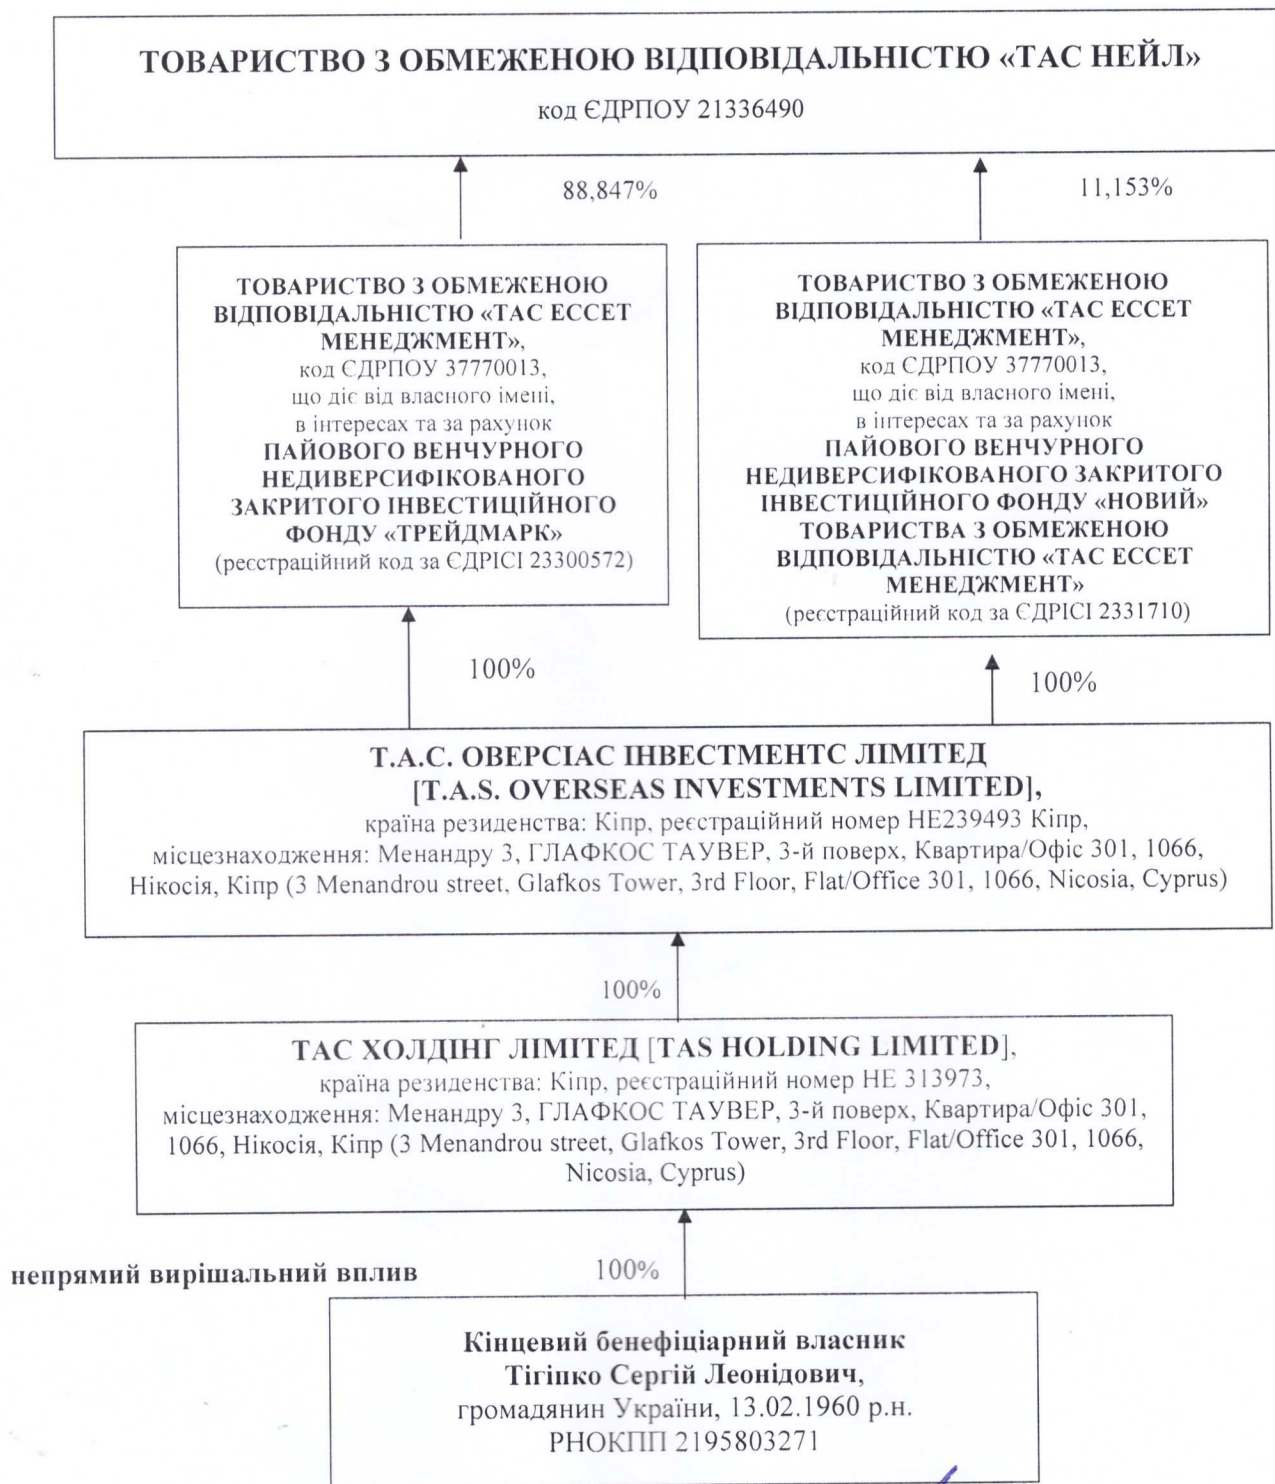 ТОВАРИСТВО З ОБМЕЖЕНОЮ ВІДПОВІДАЛЬНІСТЮ «ТАС НЕЙЛ»
код ЄДРПОУ 21336490
88,847%
11,153%
ТОВАРИСТВО З ОБМЕЖЕНОЮ
ВІДПОВІДАЛЬНІСТЮ «ТАС ЕССЕТ
МЕНЕДЖМЕНТ»,
код ЄДРПОУ 37770013,
що діє від власного імені,
в інтересах та за рахунок
ПАЙОВОГО ВЕНЧУРНОГО
НЕДИВЕРСИФІКОВАНОГО
ЗАКРИТОГО ІНВЕСТИЦІЙНОГО
ФОНДУ «ТРЕЙДМАРК»
(реєстраційний код за ЄДРІСІ 23300572)
ТОВАРИСТВО З ОБМЕЖЕНОЮ
ВІДПОВІДАЛЬНІСТЮ «ТАС ЕССЕТ
МЕНЕДЖМЕНТ»,
код ЄДРПОУ 37770013,
що діє від власного імені,
в інтересах та за рахунок
ПАЙОВОГО ВЕНЧУРНОГО
НЕДИВЕРСИФІКОВАНОГО ЗАКРИТОГО
ІНВЕСТИЦІЙНОГО ФОНДУ «НОВИЙ»
ТОВАРИСТВА З ОБМЕЖЕНОЮ
ВІДПОВІДАЛЬНІСТЮ «ТАС ЕССЕТ
МЕНЕДЖМЕНТ»
(реєстраційний код за ЄДРІСІ 2331710)
100%
100%
Т.А.С. ОВЕРСІАС ІНВЕСТМЕНТС ЛІМІТЕД
[T.A.S. OVERSEAS INVESTMENTS LIMITED],
країна резиденства: Кіпр, реєстраційний номер НЕ239493 Кіпр,
місцезнаходження: Менандру 3, ГЛАФКОС ТАУВЕР, 3-й поверх, Квартира/Офіс 301, 1066,
Нікосія, Кіпр (3 Menandrou street, Glafkos Tower, 3rd Floor, Flat/Office 301, 1066, Nicosia, Cyprus)
100%
ТАС ХОЛДІНГ ЛІМІТЕД [TAS HOLDING LIMITED],
країна резиденства: Кіпр, реєстраційний номер НЕ 313973,
місцезнаходження: Менандру 3, ГЛАФКОС ТАУВЕР, 3-й поверх, Квартира/Офіс 301,
1066, Нікосія, Кіпр (3 Menandrou street, Glafkos Tower, 3rd Floor, Flat/Office 301, 1066,
Nicosia, Cyprus)
непрямий вирішальний вплив
100%
Кінцевий бенефіціарний власник
Тігіпко Сергій Леонідович,
громадянин України, 13.02.1960 р.н.
РНОКПП 2195803271